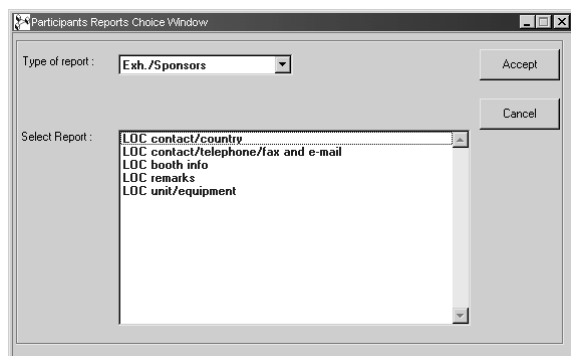 Participants Reports Choice Window
Type of report :
Exh./Sponsors
Accept
Cancel
Select Report :
LOC contact/country
LOC contact/telephone/fax and e-mail
LOC booth info
LOC remarks
LOC unit/equipment